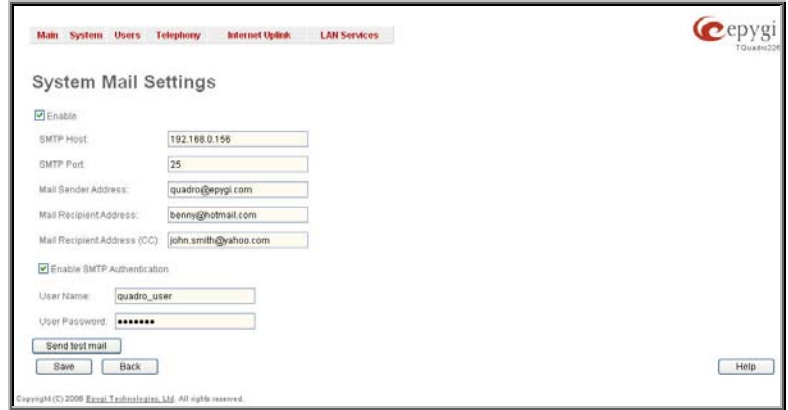 Main System Users Telephony Internet Uplink LAN Services
epygi
TQuadro226
System Mail Settings
Enable
SMTP Host: 192.168.0.156
SMTP Port: 25
Mail Sender Address: quadro@epygi.com
Mail Recipient Address: benny@hotmail.com
Mail Recipient Address (CC): john.smith@yahoo.com
Enable SMTP Authentication
User Name: quadro_user
User Password: •••••••
Send test mail
Save Back Help
Copyright (C) 2008 Epygi Technologies, Ltd. All rights reserved.